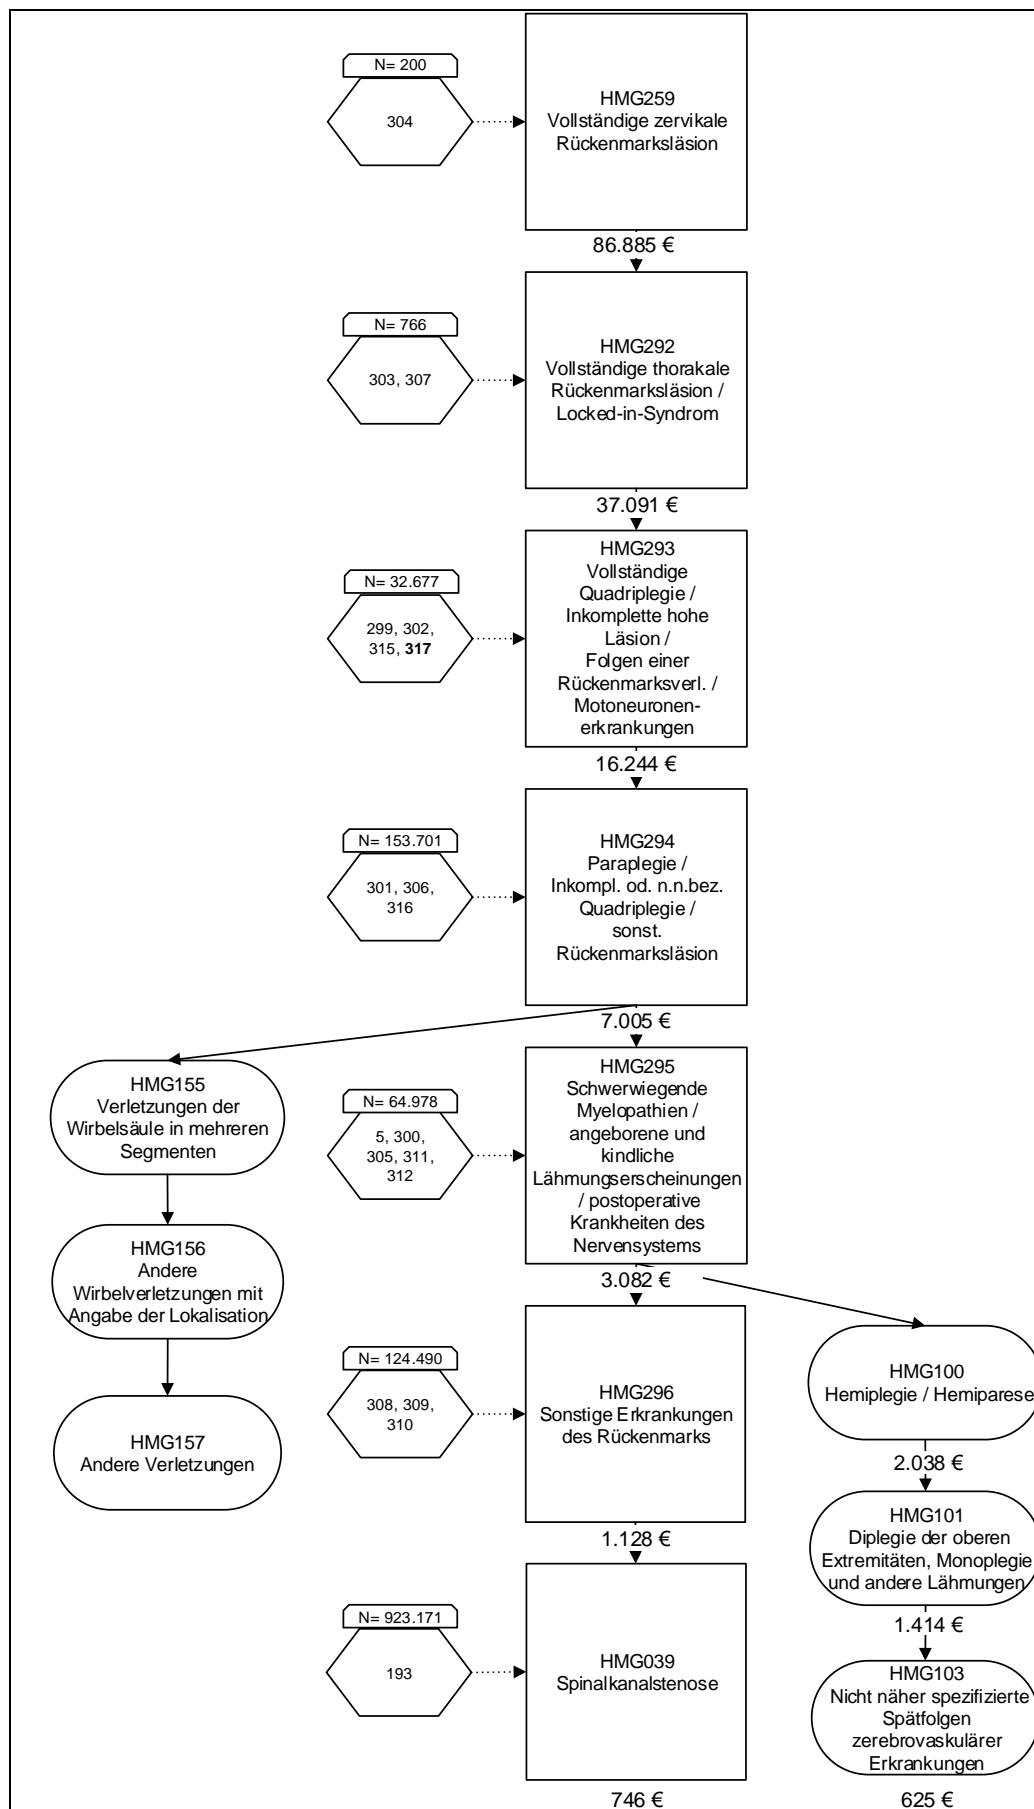 N= 200
304
HMG259
Vollständige zervikale
Rückenmarksläsion
86.885 €
N= 766
303, 307
HMG292
Vollständige thorakale
Rückenmarksläsion /
Locked-in-Syndrom
37.091 €
N= 32.677
299, 302,
315, 317
HMG293
Vollständige
Quadriplegie /
Inkomplette hohe
Läsion /
Folgen einer
Rückenmarksverl. /
Motoneuronen-
erkrankungen
16.244 €
N= 153.701
301, 306,
316
HMG294
Paraplegie /
Inkompl. od. n.n.bez.
Quadriplegie /
sonst.
Rückenmarksläsion
7.005 €
HMG155
Verletzungen der
Wirbelsäule in mehreren
Segmenten
N= 64.978
5, 300,
305, 311,
312
HMG295
Schwerwiegende
Myelopathien /
angeborene und
kindliche
Lähmungserscheinungen
/ postoperative
Krankheiten des
Nervensystems
3.082 €
HMG156
Andere
Wirbelverletzungen mit
Angabe der Lokalisation
HMG157
Andere Verletzungen
N= 124.490
308, 309,
310
HMG296
Sonstige Erkrankungen
des Rückenmarks
1.128 €
HMG100
Hemiplegie / Hemiparese
2.038 €
HMG101
Diplegie der oberen
Extremitäten, Monoplegie
und andere Lähmungen
1.414 €
N= 923.171
193
HMG039
Spinalkanalstenose
746 €
HMG103
Nicht näher spezifizierte
Spätfolgen
zerebrovaskulärer
Erkrankungen
625 €